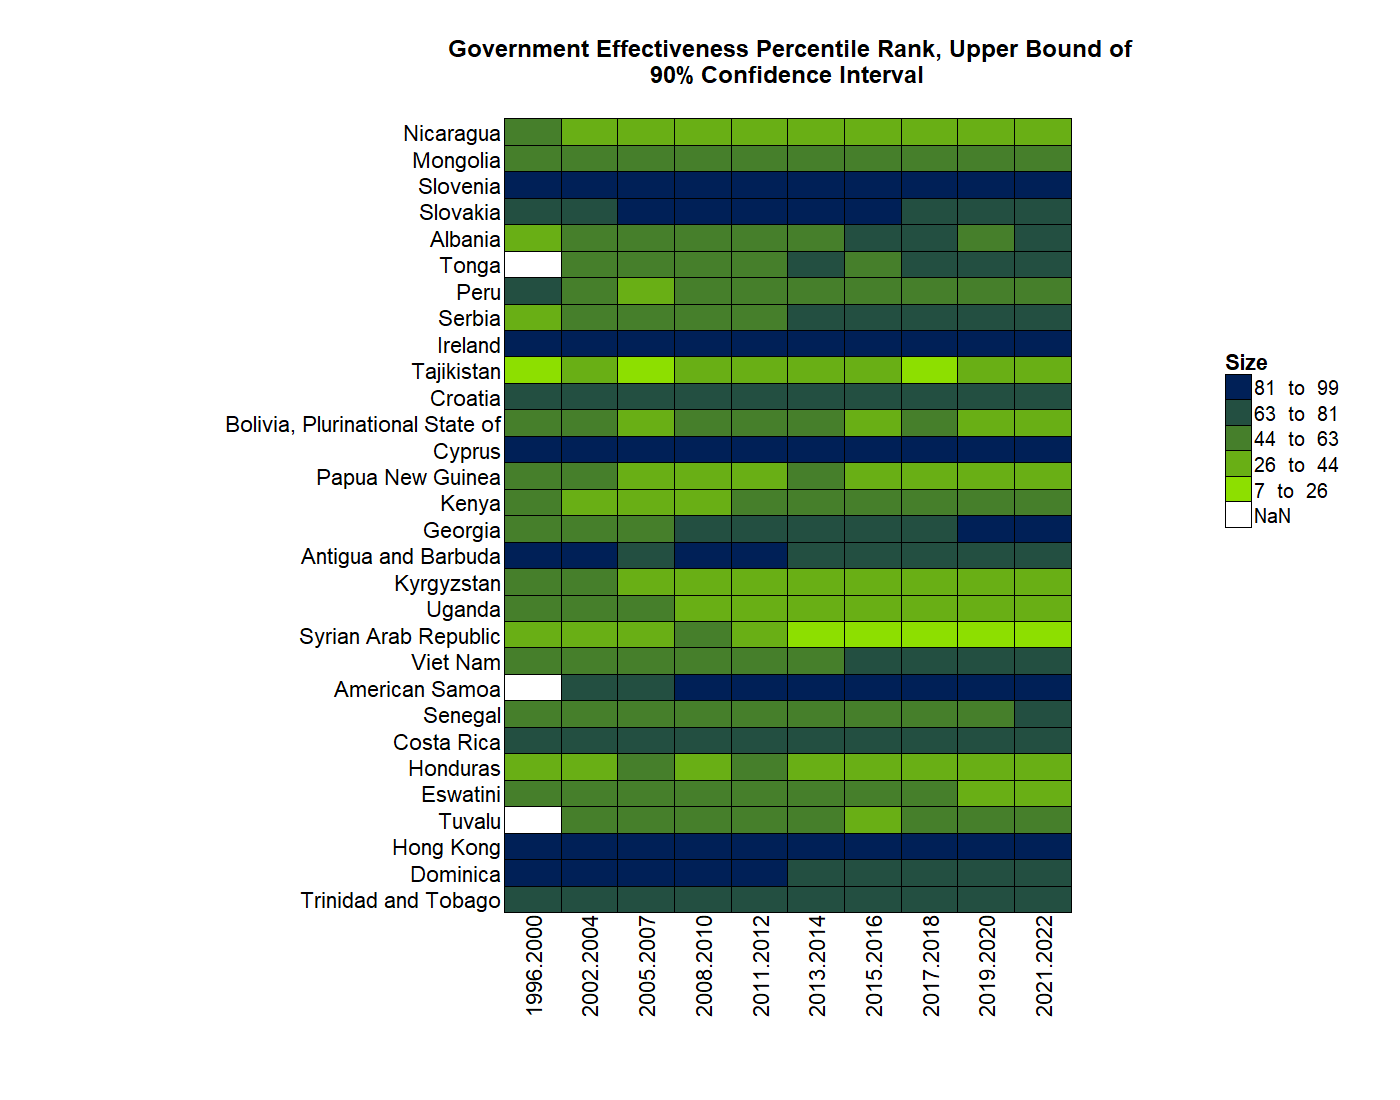 Government Effectiveness Percentile Rank, Upper Bound of
90% Confidence Interval
Nicaragua
Mongolia
Slovenia
Slovakia
Albania
Tonga
Peru
Serbia
Ireland
Tajikistan
Croatia
Bolivia, Plurinational State of
Cyprus
Papua New Guinea
Kenya
Georgia
Antigua and Barbuda
Kyrgyzstan
Uganda
Syrian Arab Republic
Viet Nam
American Samoa
Senegal
Costa Rica
Honduras
Eswatini
Tuvalu
Hong Kong
Dominica
Trinidad and Tobago
1996.2000
2002.2004
2005.2007
2008.2010
2011.2012
2013.2014
2015.2016
2017.2018
2019.2020
2021.2022
Size
81 to 99
63 to 81
44 to 63
26 to 44
7 to 26
NaN